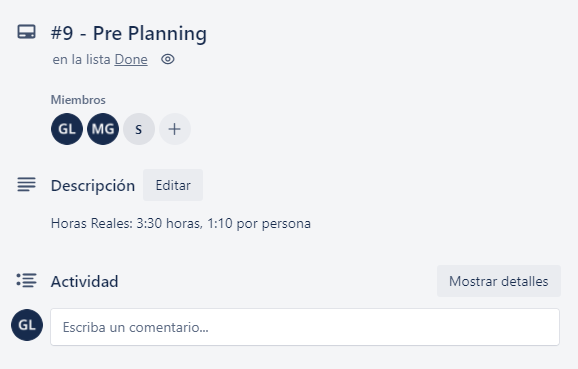 #9 - Pre Planning
en la lista Done
Miembros
GL MG S +
Descripción Editar
Horas Reales: 3:30 horas, 1:10 por persona
Actividad Mostrar detalles
GL Escriba un comentario...